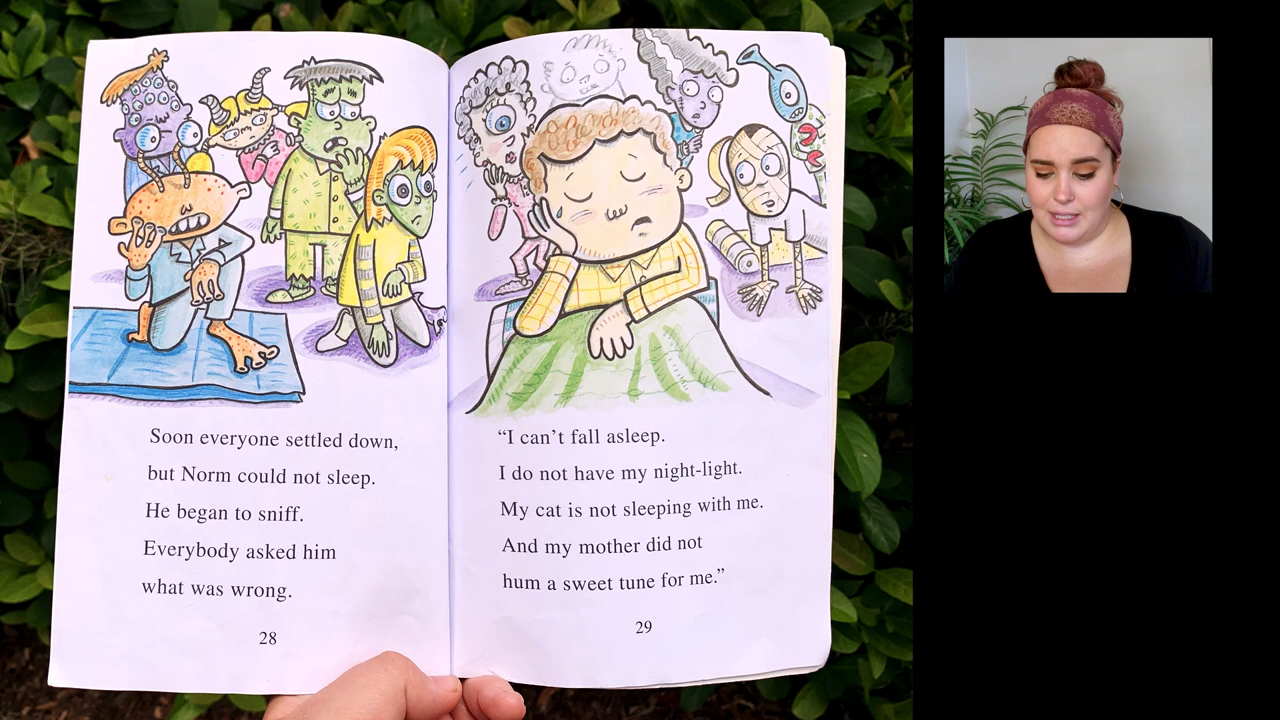 Soon everyone settled down,
but Norm could not sleep.
He began to sniff.
Everybody asked him
what was wrong.
28
“I can’t fall asleep.
I do not have my night-light.
My cat is not sleeping with me.
And my mother did not
hum a sweet tune for me.”
29